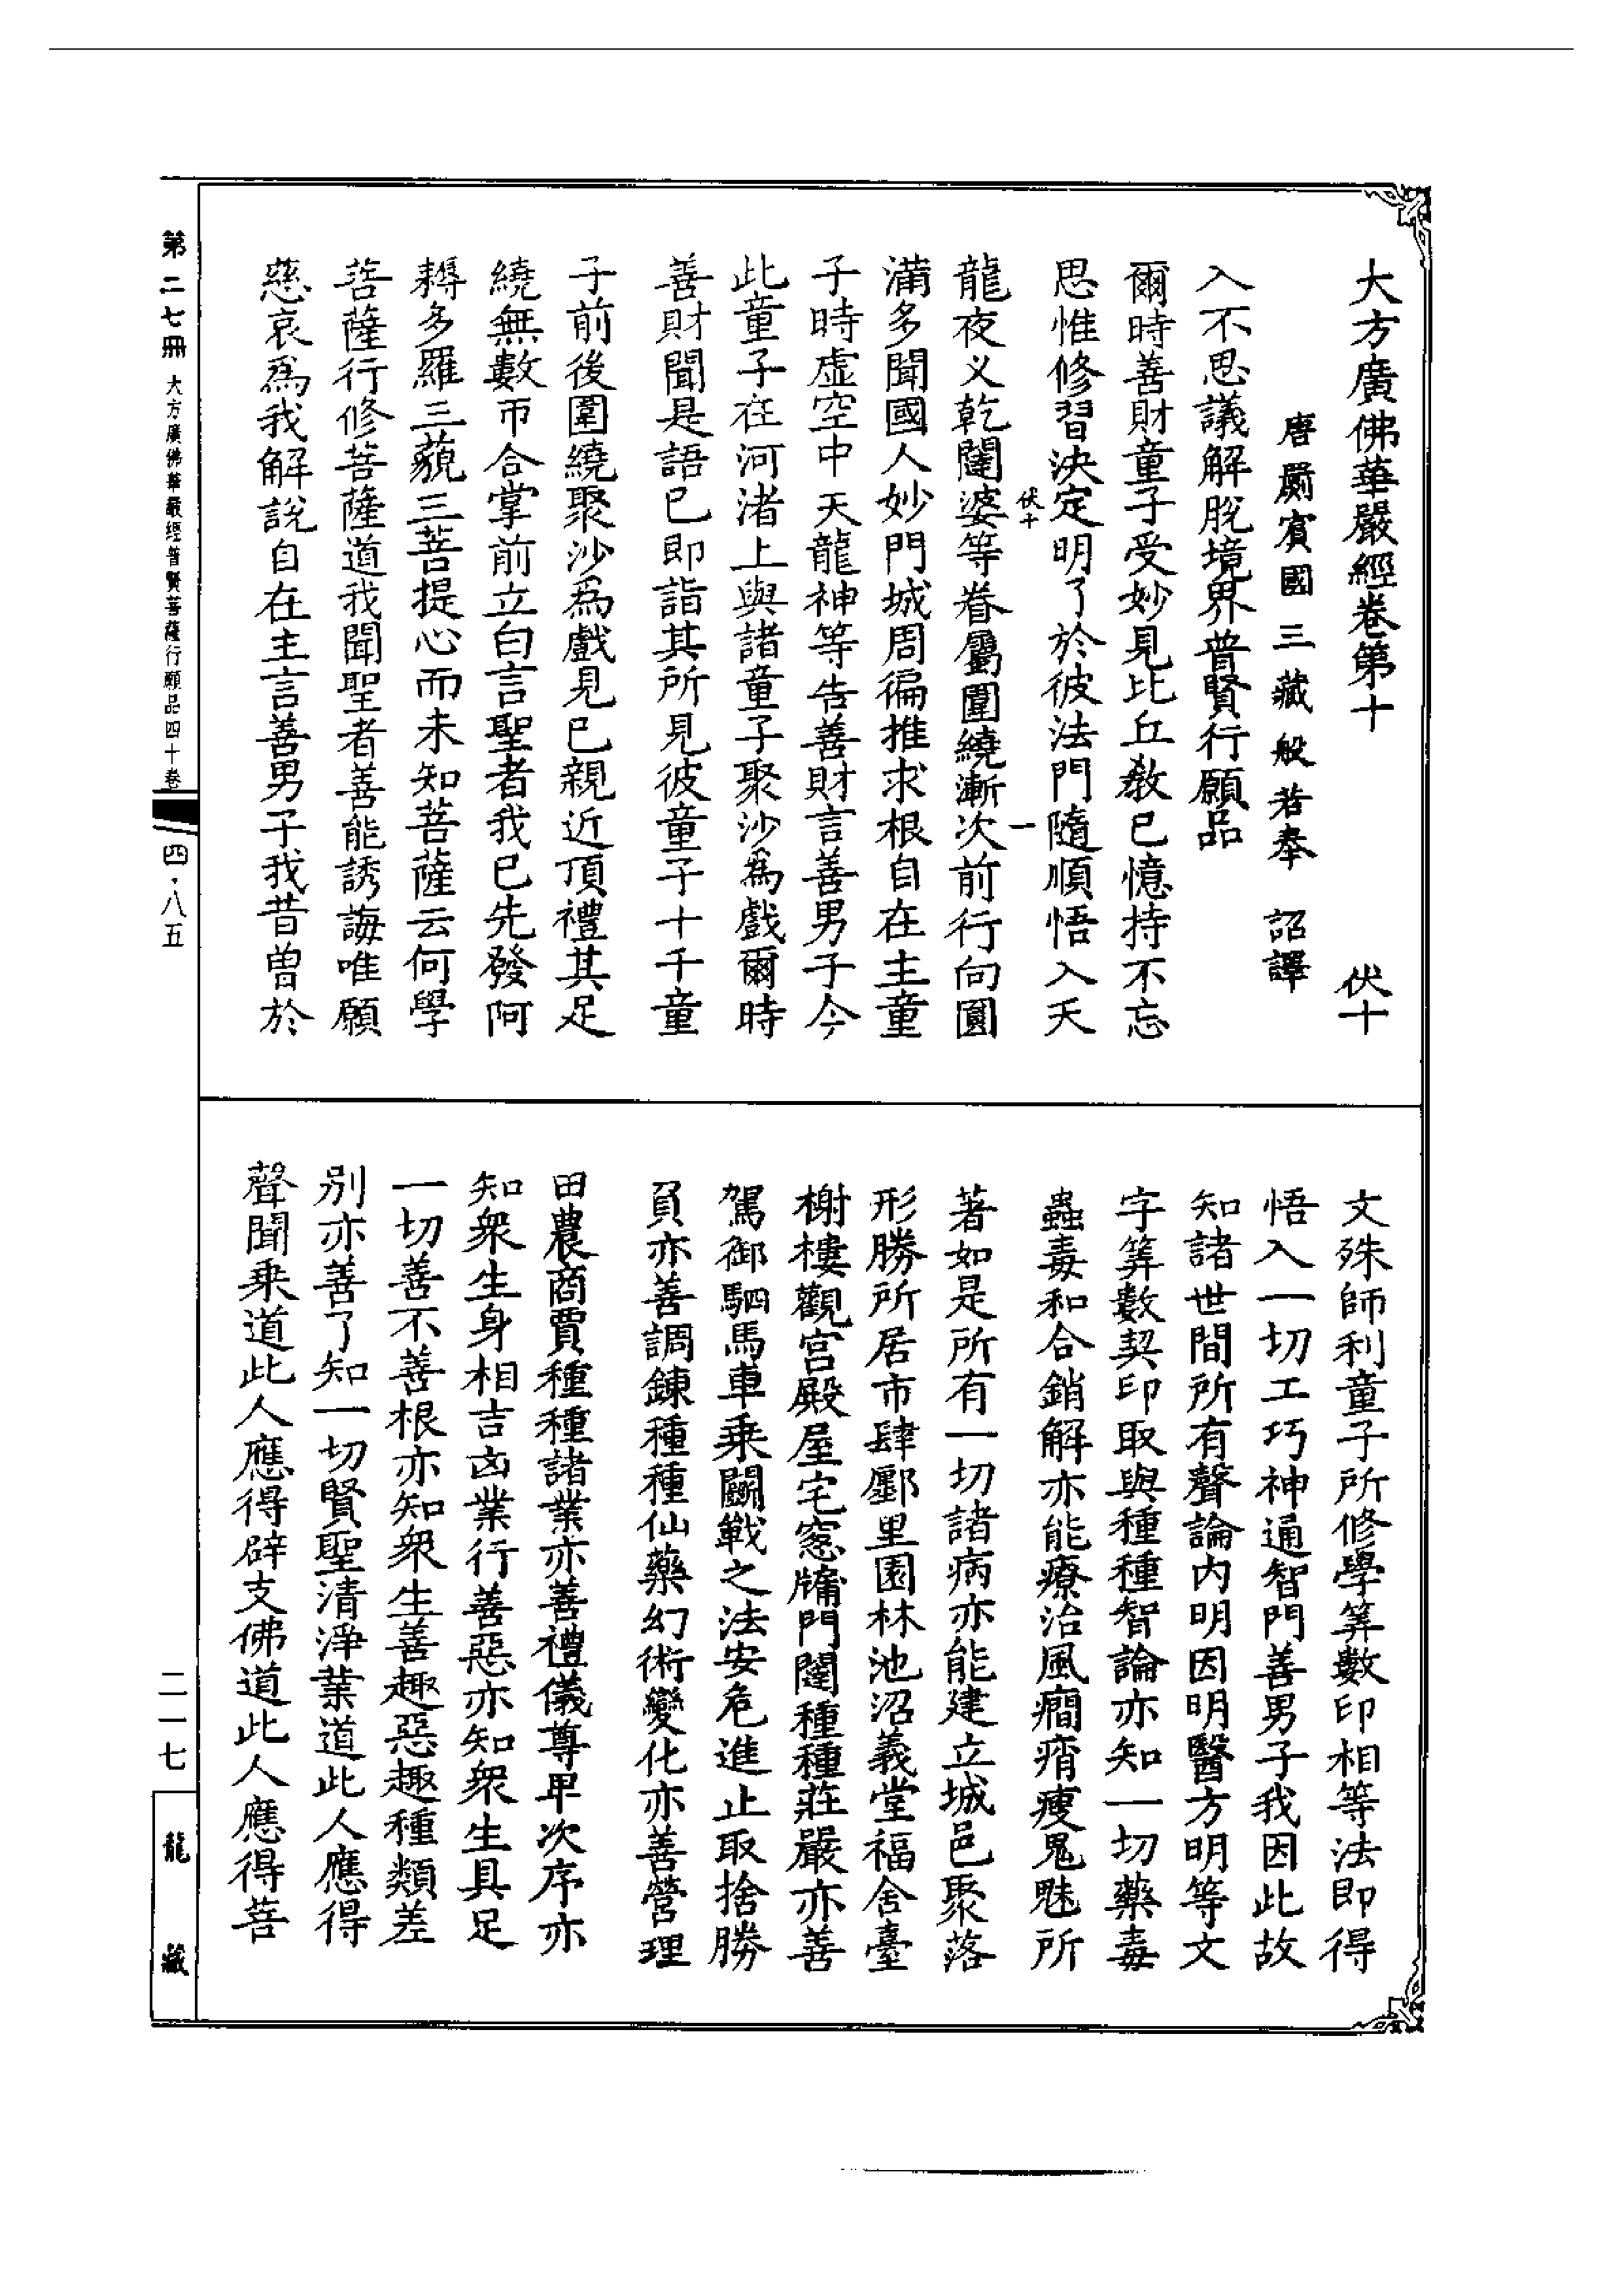 大方廣佛華嚴經卷第十　伏十
唐罽賓國三藏般若奉　詔譯
入不思議解脫境界普賢行願品
爾時善財童子受妙見比丘教已憶持不忘
思惟修習決定明了於彼法門隨順悟入天
伏十　一
龍夜叉乾闥婆等眷屬圍繞漸次前行向圓
滿多聞國人妙門城周徧推求根自在主童
子時虛空中天龍神等告善財言善男子今
此童子在河渚上與諸童子聚沙爲戲爾時
善財聞是語已即詣其所見彼童子十千童
子前後圍繞聚沙爲戲見已親近頂禮其足
繞無數帀合掌前立白言聖者我已先發阿
耨多羅三藐三菩提心而未知菩薩云何學
菩薩行修菩薩道我聞聖者善能誘誨唯願
慈哀爲我解說自在主言善男子我昔曾於
文殊師利童子所修學筭數印相等法即得
悟入一切工巧神通智門善男子我因此故
知諸世間所有聲論內明因明醫方明等文
字筭數契印取與種種智論亦知一切藥毒
蟲毒和合銷解亦能療治風癇痟瘦鬼魅所
著如是所有一切諸病亦能建立城邑聚落
形勝所居市肆鄽里園林池沼義堂福舍臺
榭樓觀宮殿屋宅窻牗門闥種種莊嚴亦善
駕御駟馬車乗鬬戰之法安危進止取捨勝
負亦善調鍊種種仙藥幻術變化亦善營理
田農商賈種種諸業亦善禮儀尊卑次序亦
知衆生身相吉凶業行善惡亦知衆生具足
一切善不善根亦知衆生善趣惡趣種類差
别亦善了知一切賢聖清淨業道此人應得
聲聞乗道此人應得辟支佛道此人應得菩
第二七冊　大方廣佛華嚴經普賢菩薩行願品四十卷　四·八五
二一七
龍藏